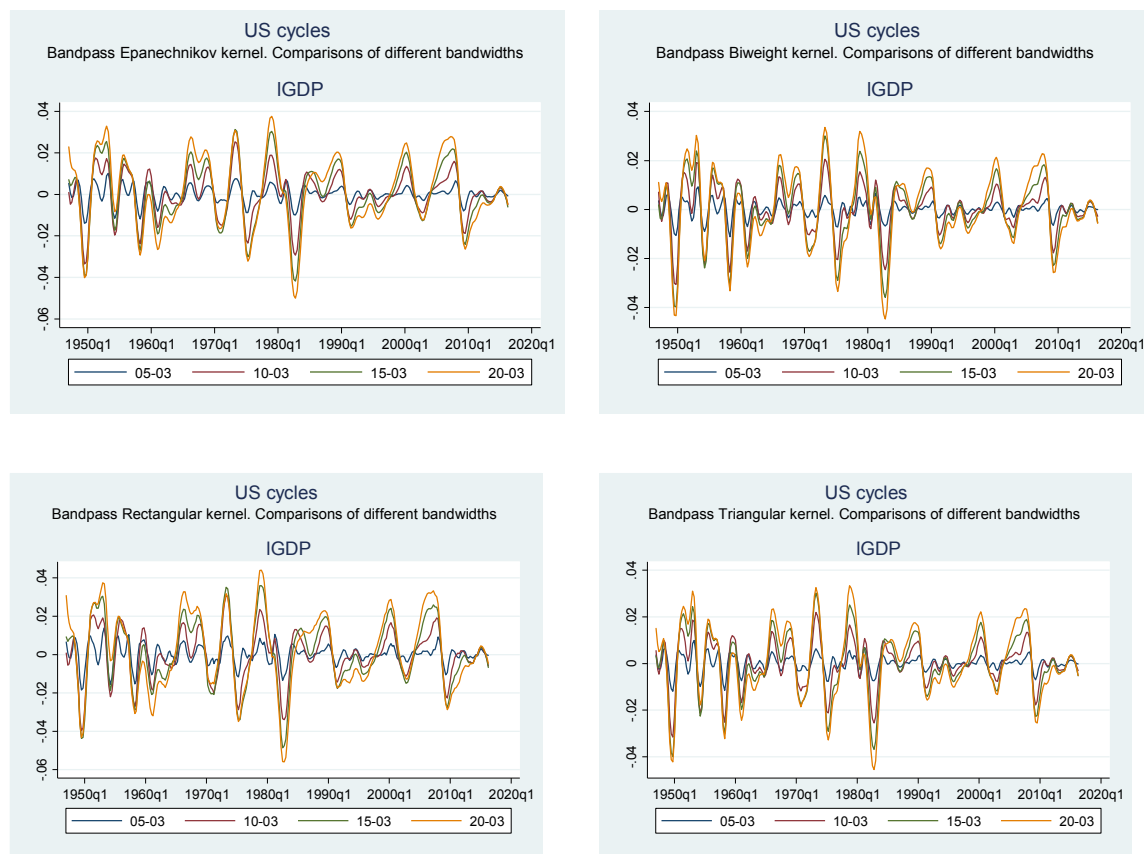 US cycles
Bandpass Epanechnikov kernel. Comparisons of different bandwidths
lGDP
.04
.02
0
-.02
-.04
-.06
1950q1 1960q1 1970q1 1980q1 1990q1 2000q1 2010q1 2020q1
05-03 10-03 15-03 20-03
US cycles
Bandpass Biweight kernel. Comparisons of different bandwidths
lGDP
.04
.02
0
-.02
-.04
1950q1 1960q1 1970q1 1980q1 1990q1 2000q1 2010q1 2020q1
05-03 10-03 15-03 20-03
US cycles
Bandpass Rectangular kernel. Comparisons of different bandwidths
lGDP
.04
.02
0
-.02
-.04
-.06
1950q1 1960q1 1970q1 1980q1 1990q1 2000q1 2010q1 2020q1
05-03 10-03 15-03 20-03
US cycles
Bandpass Triangular kernel. Comparisons of different bandwidths
lGDP
.04
.02
0
-.02
-.04
1950q1 1960q1 1970q1 1980q1 1990q1 2000q1 2010q1 2020q1
05-03 10-03 15-03 20-03